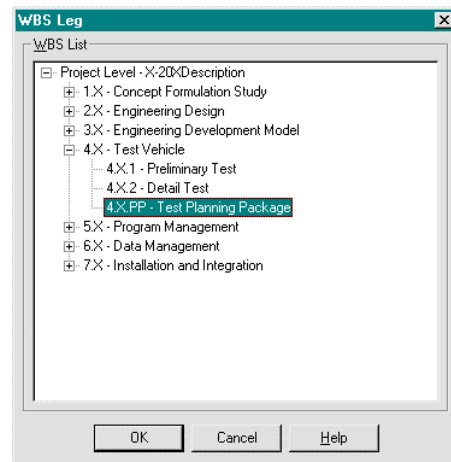 WBS Leg
WBS List
Project Level - X-20XDescription
1.X - Concept Formulation Study
2.X - Engineering Design
3.X - Engineering Development Model
4.X - Test Vehicle
4.X.1 - Preliminary Test
4.X.2 - Detail Test
4.X.PP - Test Planning Package
5.X - Program Management
6.X - Data Management
7.X - Installation and Integration
OK Cancel Help